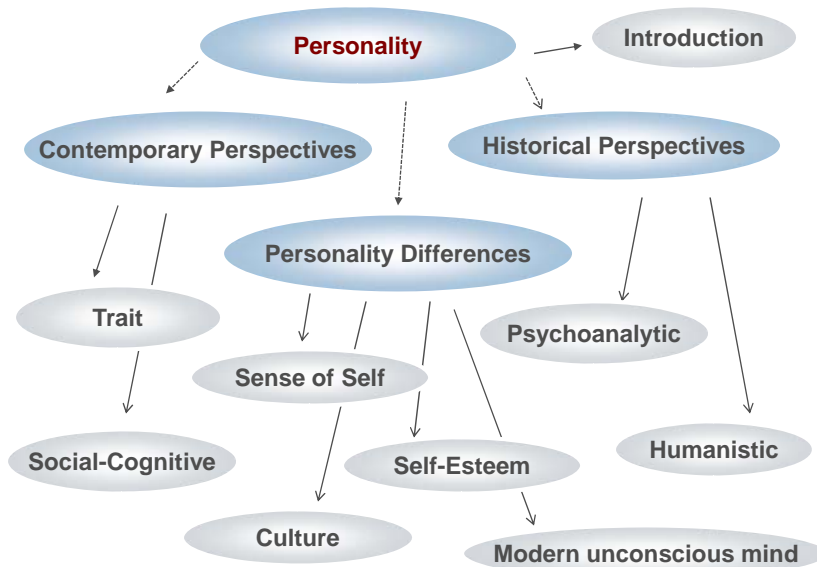 Personality
Introduction
Contemporary Perspectives
Historical Perspectives
Personality Differences
Trait
Psychoanalytic
Sense of Self
Social-Cognitive
Self-Esteem
Humanistic
Culture
Modern unconscious mind